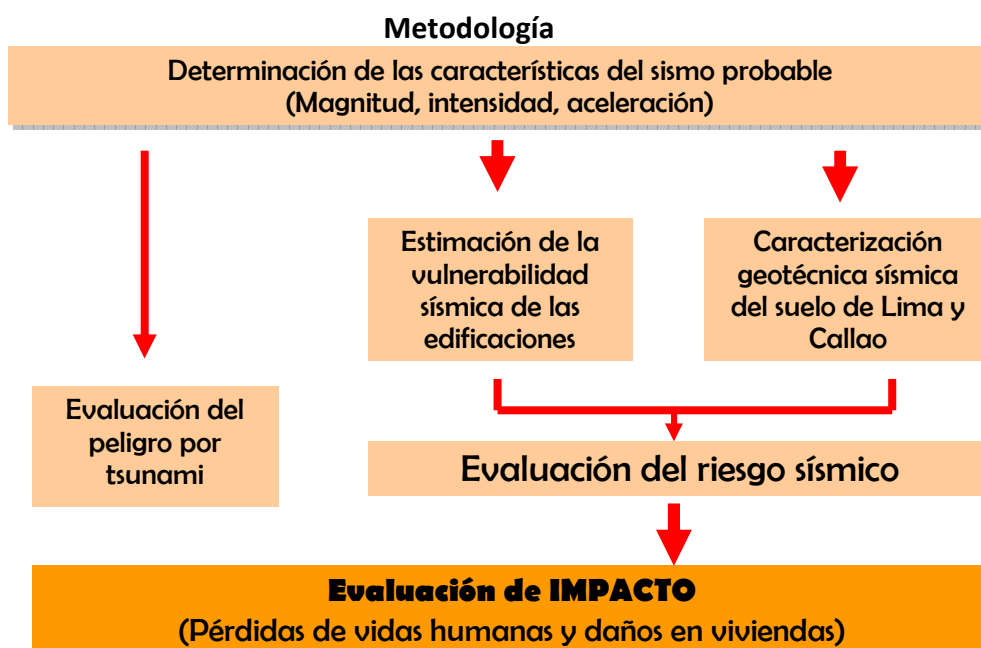 Metodología
Determinación de las características del sismo probable
(Magnitud, intensidad, aceleración)
Estimación de la
vulnerabilidad
sísmica de las
edificaciones
Caracterización
geotécnica sísmica
del suelo de Lima y
Callao
Evaluación del
peligro por
tsunami
Evaluación del riesgo sísmico
Evaluación de IMPACTO
(Pérdidas de vidas humanas y daños en viviendas)